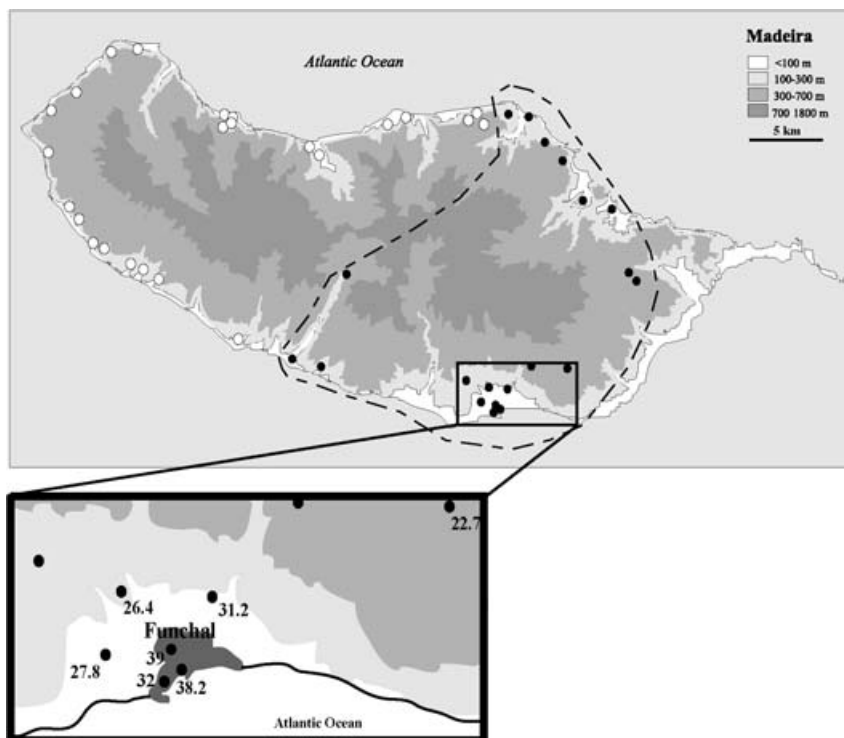 Madeira
Atlantic Ocean
<100 m
100-300 m
300-700 m
700 1800 m
5 km
22.7
26.4
31.2
Funchal
39
27.8
32
38.2
Atlantic Ocean